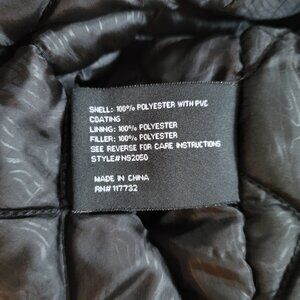 SHELL: 100% POLYESTER WITH PVC
COATING
LINING: 100% POLYESTER
FILLER: 100% POLYESTER
SEE REVERSE FOR CARE INSTRUCTIONS
STYLE#:N92050
MADE IN CHINA
RN# 117732